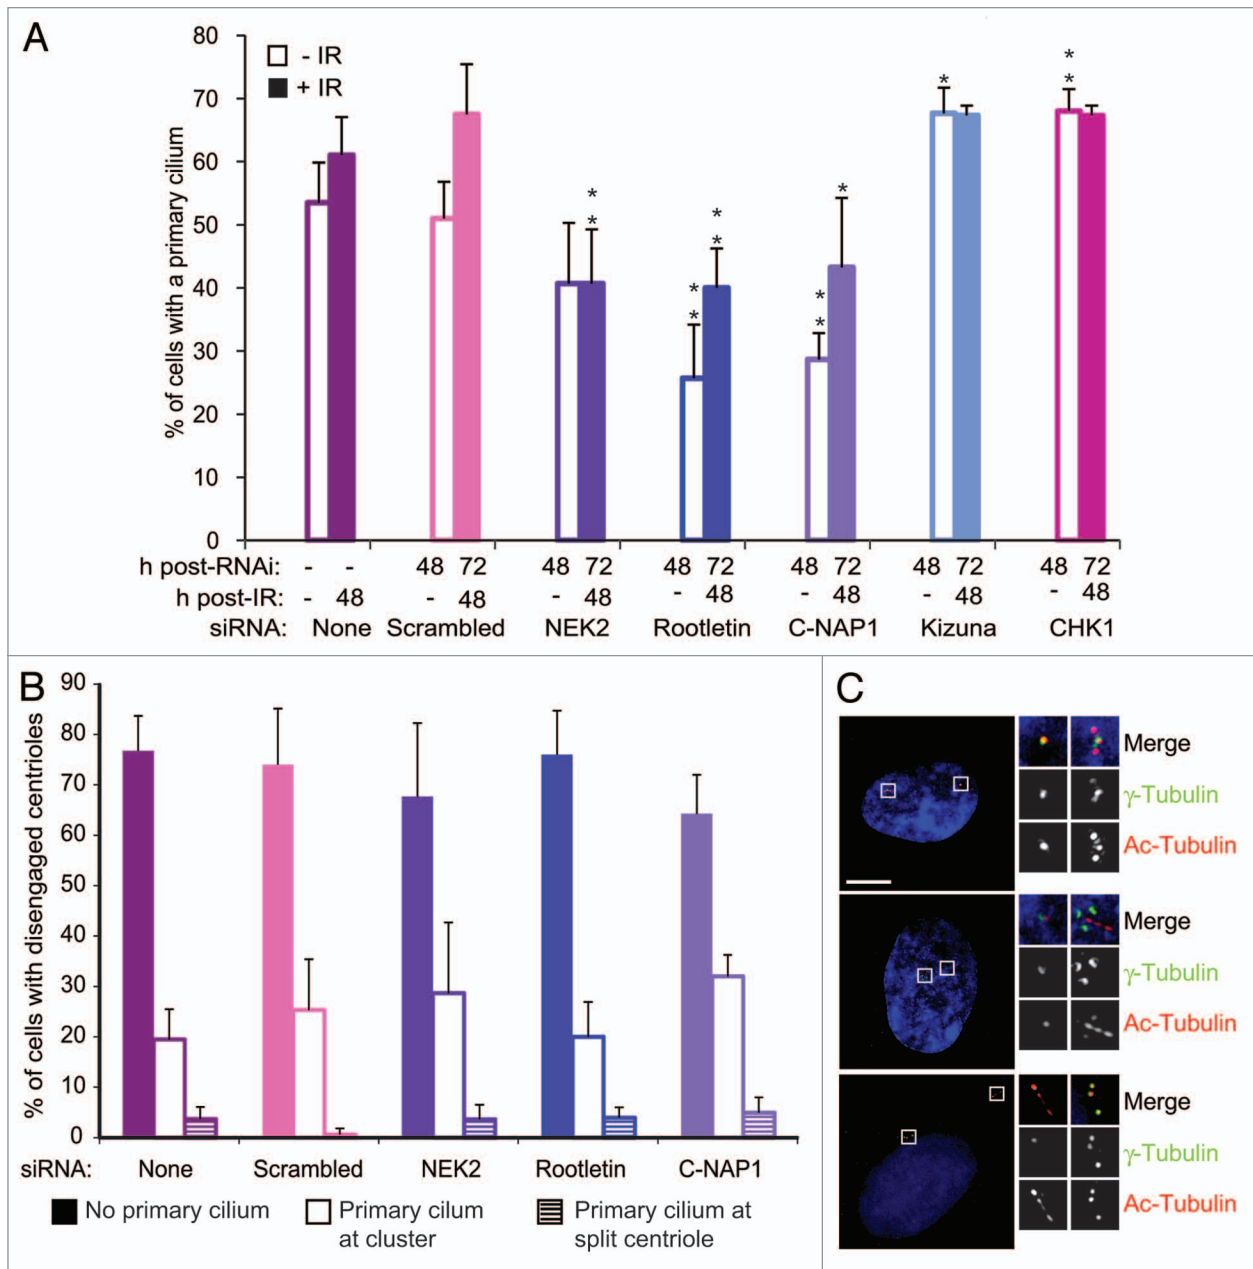 A
- IR
+ IR
% of cells with a primary cilium
80
70
60
50
40
30
20
10
0
* * * * * * * * * * * *
h post-RNAi: - - 48 72 48 72 48 72 48 72 48 72 48 72
h post-IR: - 48 - 48 - 48 - 48 - 48 - 48 - 48
siRNA: None Scrambled NEK2 Rootletin C-NAP1 Kizuna CHK1
B
% of cells with disengaged centrioles
90
80
70
60
50
40
30
20
10
0
siRNA: None Scrambled NEK2 Rootletin C-NAP1
No primary cilium
Primary cilum
at cluster
Primary cilium at
split centriole
C
Merge
γ-Tubulin
Ac-Tubulin
Merge
γ-Tubulin
Ac-Tubulin
Merge
γ-Tubulin
Ac-Tubulin